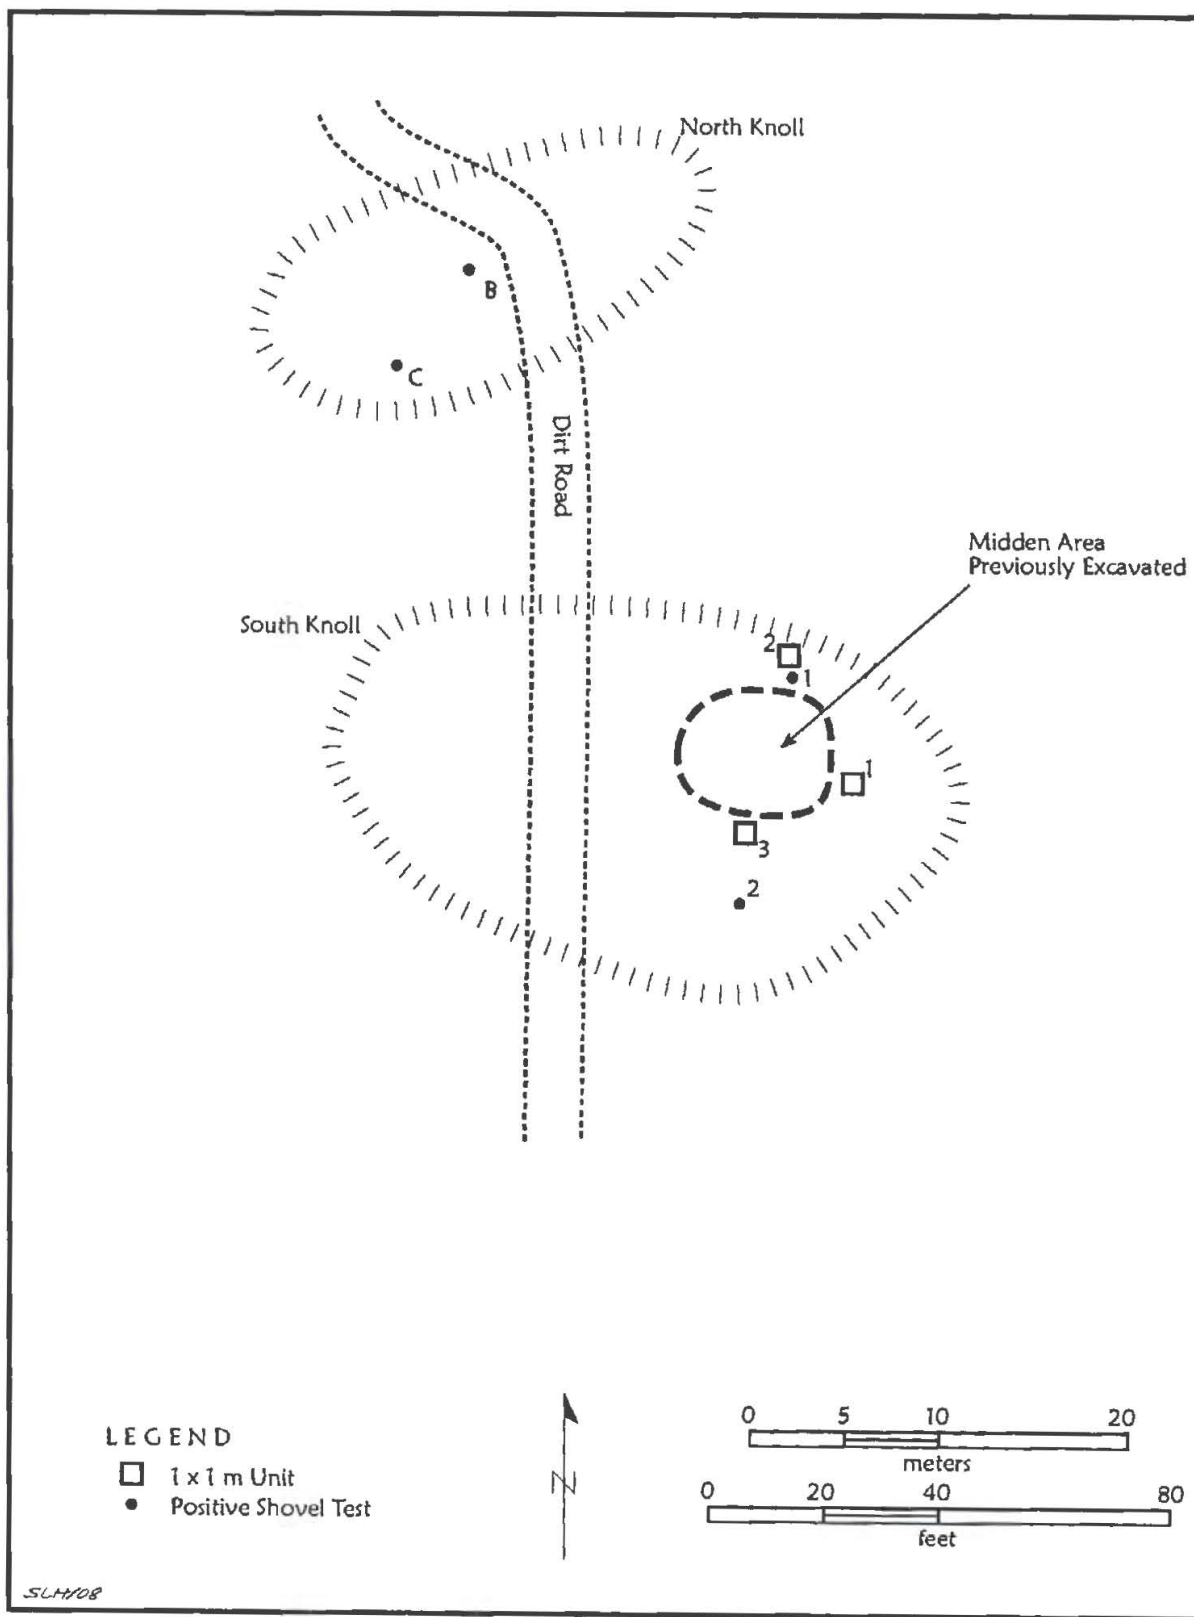 North Knoll
B
C
Dirt Road
Midden Area
Previously Excavated
South Knoll
2
1
1
3
2
LEGEND
1 x 1 m Unit
Positive Shovel Test
N
0 5 10 20
meters
0 20 40 80
feet
SLH/08